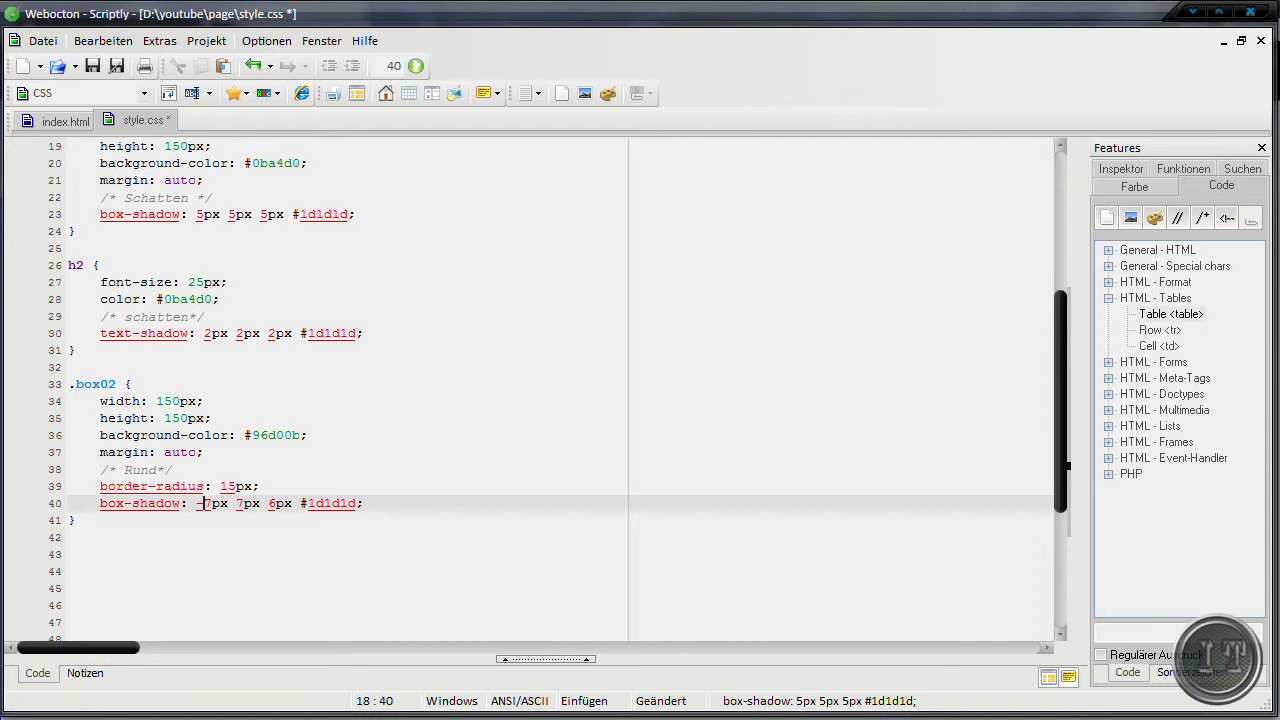 Webocton - Scriptly - [D:\youtube\page\style.css *]
Datei Bearbeiten Extras Projekt Optionen Fenster Hilfe
40
CSS
index.html style.css *
19 height: 150px;
20 background-color: #0ba4d0;
21 margin: auto;
22 /* Schatten */
23 box-shadow: 5px 5px 5px #1d1d1d;
24 }
25
26 h2 {
27 font-size: 25px;
28 color: #0ba4d0;
29 /* schatten*/
30 text-shadow: 2px 2px 2px #1d1d1d;
31 }
32
33 .box02 {
34 width: 150px;
35 height: 150px;
36 background-color: #96d00b;
37 margin: auto;
38 /* Rund*/
39 border-radius: 15px;
40 box-shadow: -7px 7px 6px #1d1d1d;
41 }
42
43
44
45
46
47
48
Features
Inspektor Funktionen Suchen
Farbe Code
General - HTML
General - Special chars
HTML - Format
HTML - Tables
Table <table>
Row <tr>
Cell <td>
HTML - Forms
HTML - Meta-Tags
HTML - Doctypes
HTML - Multimedia
HTML - Lists
HTML - Frames
HTML - Event-Handler
PHP
Regulärer
Code
IT
Code Notizen
18 : 40 Windows ANSI/ASCII Einfügen Geändert box-shadow: 5px 5px 5px #1d1d1d;